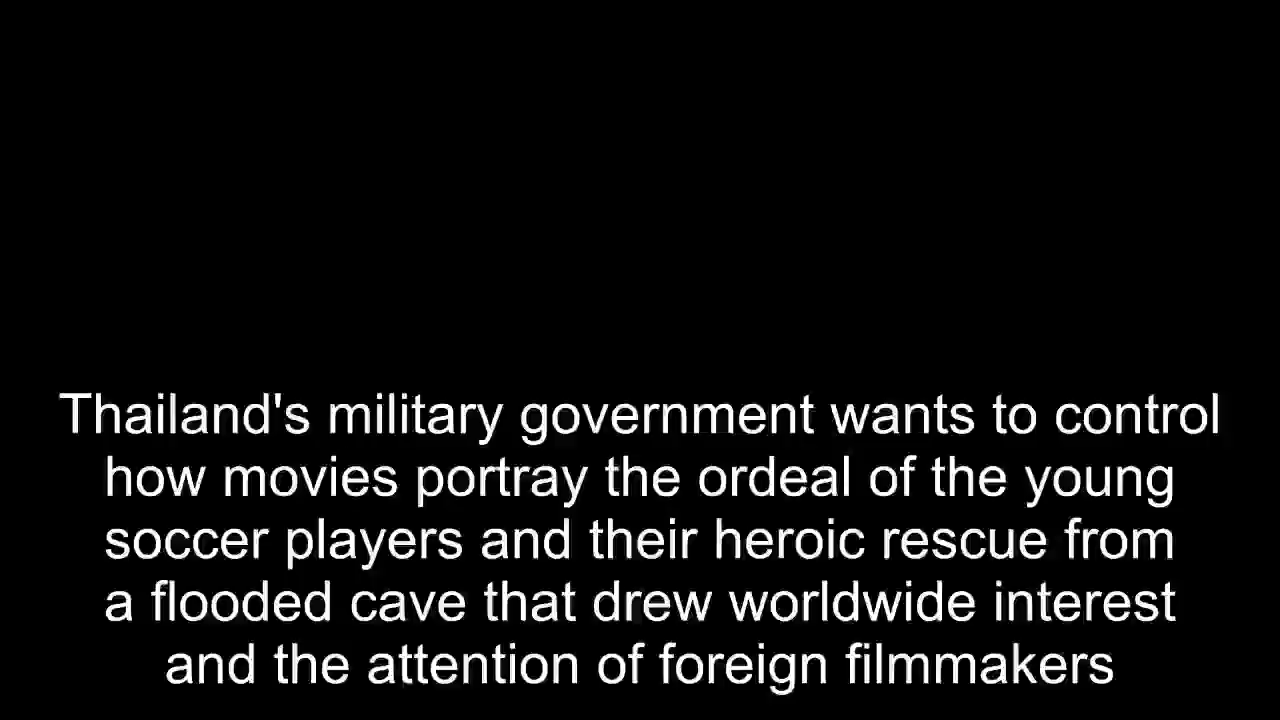 Thailand's military government wants to control
how movies portray the ordeal of the young
soccer players and their heroic rescue from
a flooded cave that drew worldwide interest
and the attention of foreign filmmakers